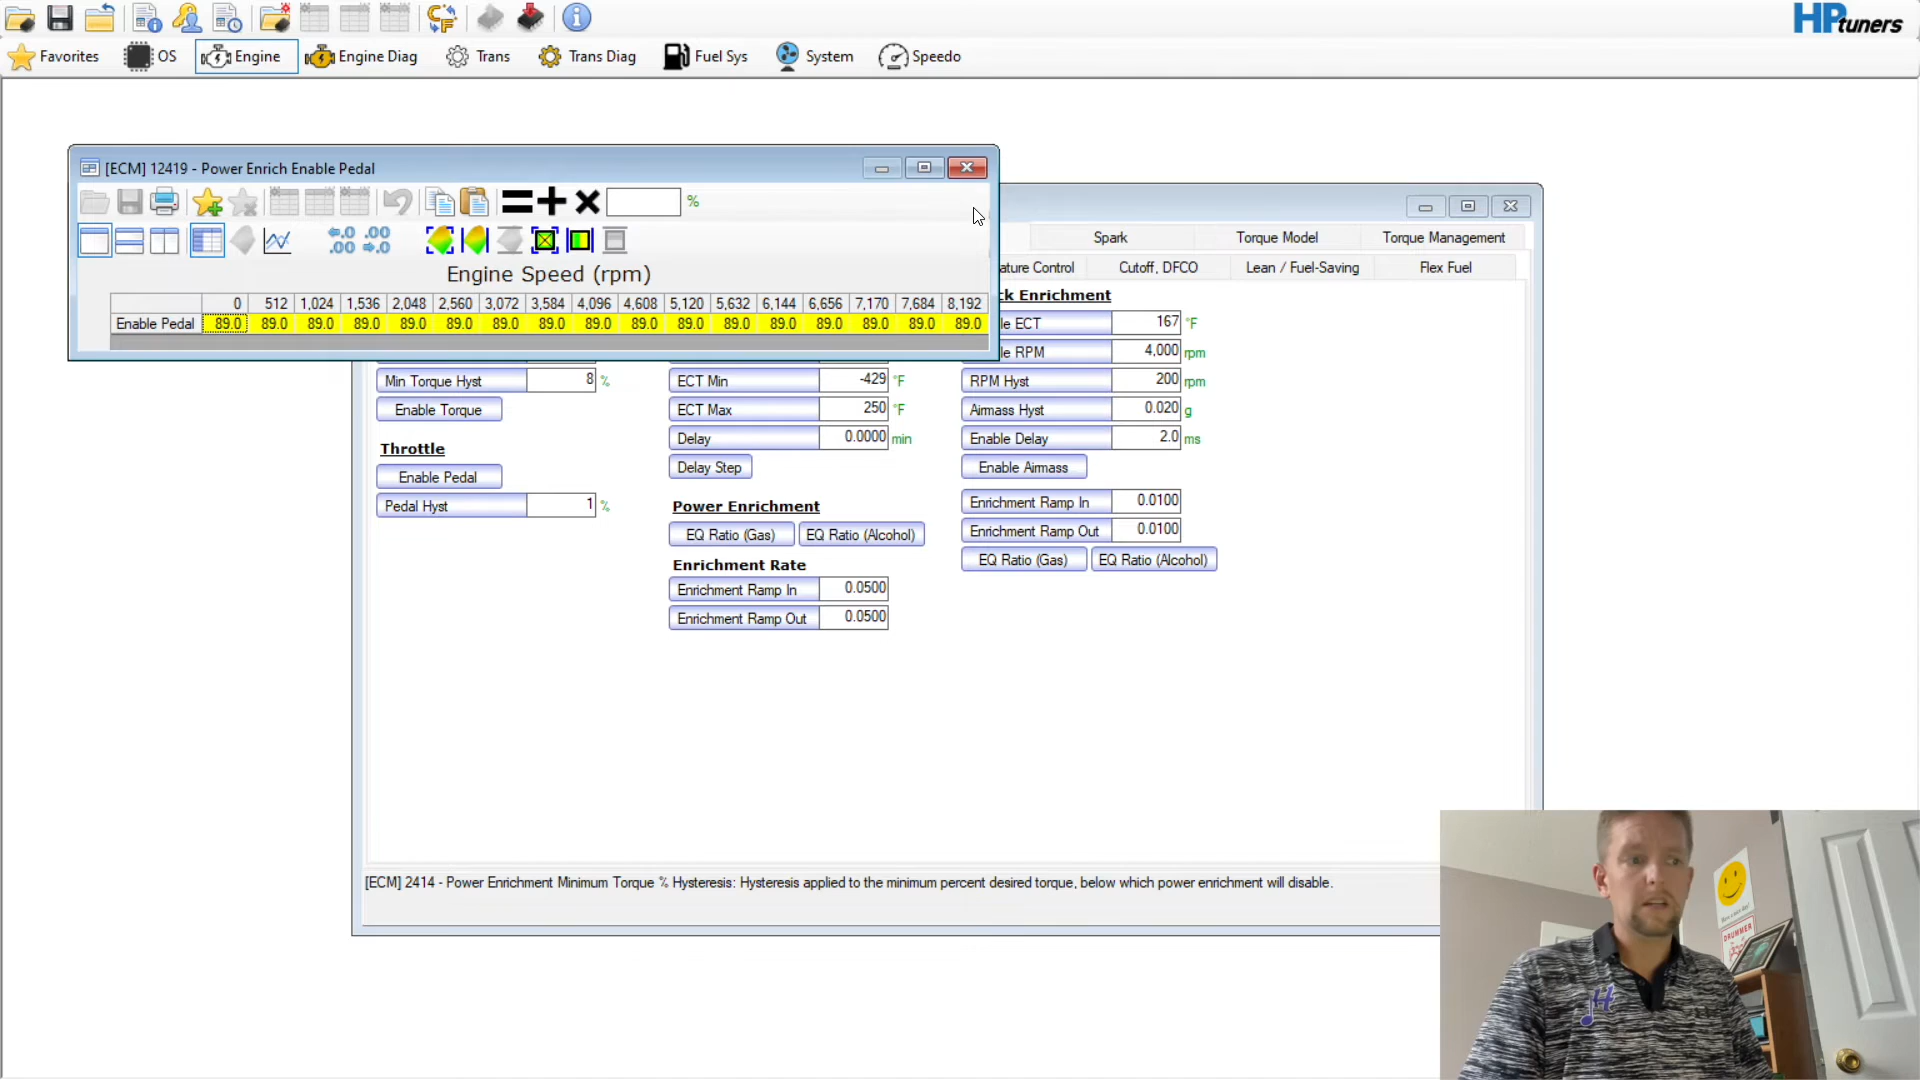 HPtuners
Favorites OS Engine Engine Diag Trans Trans Diag Fuel Sys System Speedo
[ECM] 12419 - Power Enrich Enable Pedal
%
Engine Speed (rpm)
0 512 1,024 1,536 2,048 2,560 3,072 3,584 4,096 4,608 5,120 5,632 6,144 6,656 7,170 7,684 8,192
Enable Pedal 89.0 89.0 89.0 89.0 89.0 89.0 89.0 89.0 89.0 89.0 89.0 89.0 89.0 89.0 89.0 89.0 89.0
Spark Torque Model Torque Management
ature Control Cutoff, DFCO Lean / Fuel-Saving Flex Fuel
Min Torque Hyst 8 %
Enable Torque
Throttle
Enable Pedal
Pedal Hyst 1 %
ECT Min -429 °F
ECT Max 250 °F
Delay 0.0000 min
Delay Step
Power Enrichment
EQ Ratio (Gas) EQ Ratio (Alcohol)
Enrichment Rate
Enrichment Ramp In 0.0500
Enrichment Ramp Out 0.0500
ck Enrichment
le ECT 167 °F
le RPM 4,000 rpm
RPM Hyst 200 rpm
Airmass Hyst 0.020 g
Enable Delay 2.0 ms
Enable Airmass
Enrichment Ramp In 0.0100
Enrichment Ramp Out 0.0100
EQ Ratio (Gas) EQ Ratio (Alcohol)
[ECM] 2414 - Power Enrichment Minimum Torque % Hysteresis: Hysteresis applied to the minimum percent desired torque, below which power enrichment will disable.
DRUMMER
H